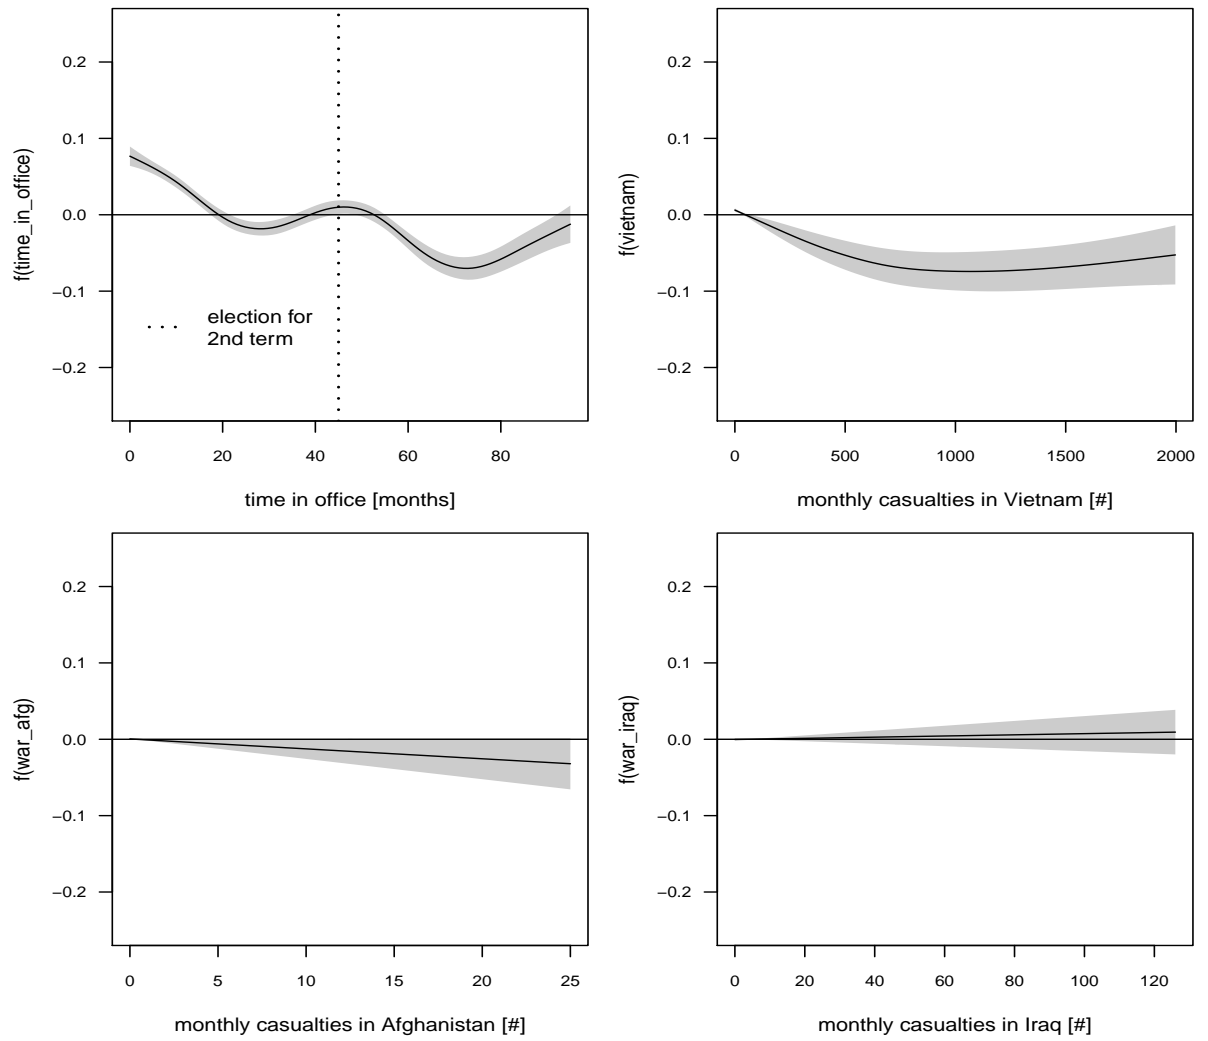 f(time_in_office)
0.2
0.1
0.0
−0.1
−0.2
election for
2nd term
0 20 40 60 80
time in office [months]
f(vietnam)
0.2
0.1
0.0
−0.1
−0.2
0 500 1000 1500 2000
monthly casualties in Vietnam [#]
f(war_afg)
0.2
0.1
0.0
−0.1
−0.2
0 5 10 15 20 25
monthly casualties in Afghanistan [#]
f(war_iraq)
0.2
0.1
0.0
−0.1
−0.2
0 20 40 60 80 100 120
monthly casualties in Iraq [#]